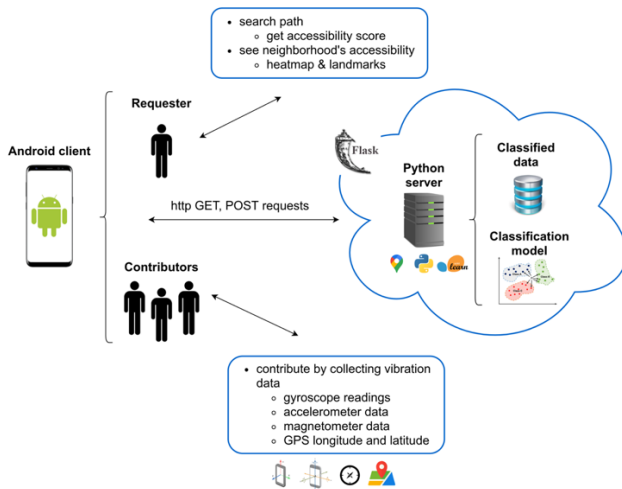 search path
get accessibility score
see neighborhood's accessibility
heatmap & landmarks
Requester
Android client
Flask
Python
server
Classified
data
http GET, POST requests
Classification
model
learn
Contributors
contribute by collecting vibration
data
gyroscope readings
accelerometer data
magnetometer data
GPS longitude and latitude